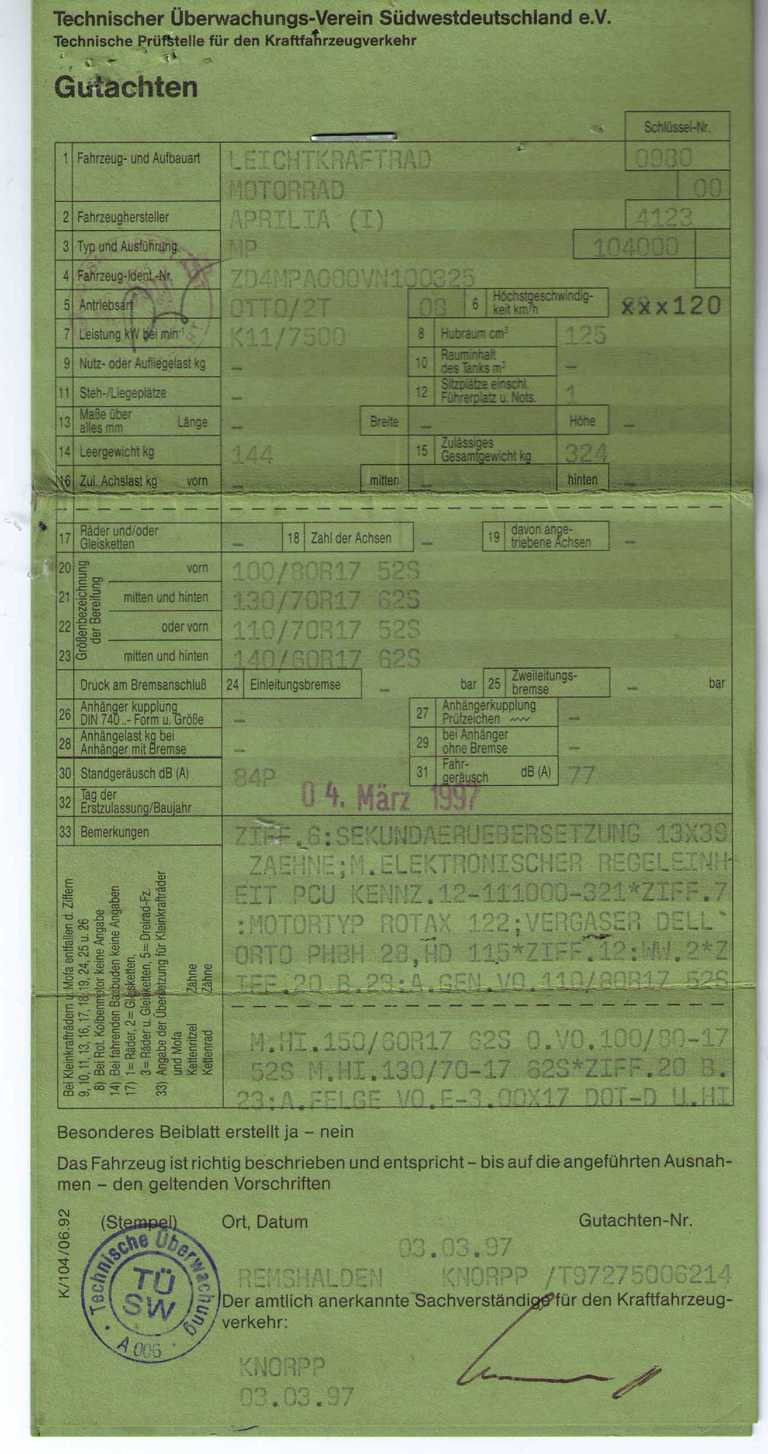 Technischer Überwachungs-Verein Südwestdeutschland e.V.
Technische Prüfstelle für den Kraftfahrzeugverkehr
Gutachten
Schlüssel-Nr.
1 Fahrzeug- und Aufbauart LEICHTKRAFTRAD 0980
MOTORRAD 00
2 Fahrzeughersteller APRILIA (I) 4123
3 Typ und Ausführung MP 104000
4 Fahrzeug-Ident.-Nr. ZD4MPA000VN100325
5 Antriebsart OTTO/2T 08 6 Höchstgeschwindigkeit km/h xxx120
7 Leistung kW bei min-1 K11/7500 8 Hubraum cm³ 125
9 Nutz- oder Aufliegelast kg – 10 Rauminhalt des Tanks m³ –
11 Steh-/Liegeplätze – 12 Sitzplätze einschl. Führerplatz u. Nots. 1
13 Maße über alles mm Länge – Breite – Höhe –
14 Leergewicht kg 144 15 Zulässiges Gesamtgewicht kg 324
16 Zul. Achslast kg vorn – mitten – hinten –
17 Räder und/oder Gleisketten – 18 Zahl der Achsen – 19 davon angetriebene Achsen –
Größenbezeichnung der Bereifung
20 vorn 100/80R17 52S
21 mitten und hinten 130/70R17 62S
22 oder vorn 110/70R17 52S
23 mitten und hinten 140/60R17 62S
Druck am Bremsanschluß 24 Einleitungsbremse – bar 25 Zweileitungsbremse – bar
26 Anhängerkupplung DIN 740..- Form u. Größe – 27 Anhängerkupplung Prüfzeichen –
28 Anhängelast kg bei Anhänger mit Bremse – 29 bei Anhänger ohne Bremse –
30 Standgeräusch dB (A) 84P 31 Fahrgeräusch dB (A) 77
32 Tag der Erstzulassung/Baujahr 04. März 1997
33 Bemerkungen ZIFF.6:SEKUNDAERUEBERSETZUNG 13X39
ZAEHNE;M.ELEKTRONISCHER REGELEINH
EIT PCU KENNZ.12-111000-321*ZIFF.7
:MOTORTYP ROTAX 122;VERGASER DELL`
ORTO PHBH 28,HD 115*ZIFF.12:WW.2*Z
IFF.20 B.23:A.GEN.VO.110/80R17 52S
M.HI.150/60R17 62S O.VO.100/80-17
52S M.HI.130/70-17 62S*ZIFF.20 B.
23:A.FELGE VO.E-3.00X17 DOT-D U.HI
Bei Kleinkrafträdern u. Mofa entfallen d. Ziffern
9, 10, 11, 13, 16, 17, 18, 19, 24, 25 u. 26
8) Bei Rot. Kolbenmotor keine Angabe
14) Bei fahrenden Baubuden keine Angaben
17) 1= Räder, 2= Gleisketten,
3= Räder u. Gleisketten, 5= Dreirad-Fz.
33) Angabe der Übersetzung für Kleinkrafträder
und Mofa
Kettenritzel Zähne
Kettenrad Zähne
Besonderes Beiblatt erstellt ja – nein
Das Fahrzeug ist richtig beschrieben und entspricht – bis auf die angeführten Ausnah-
men – den geltenden Vorschriften
K/104/06.92
(Stempel) Ort, Datum Gutachten-Nr.
03.03.97
REMSHALDEN KNORPP /T97275006214
Technische Überwachung
TÜ
SW
A 006
Der amtlich anerkannte Sachverständige für den Kraftfahrzeug-
verkehr:
KNORPP
03.03.97